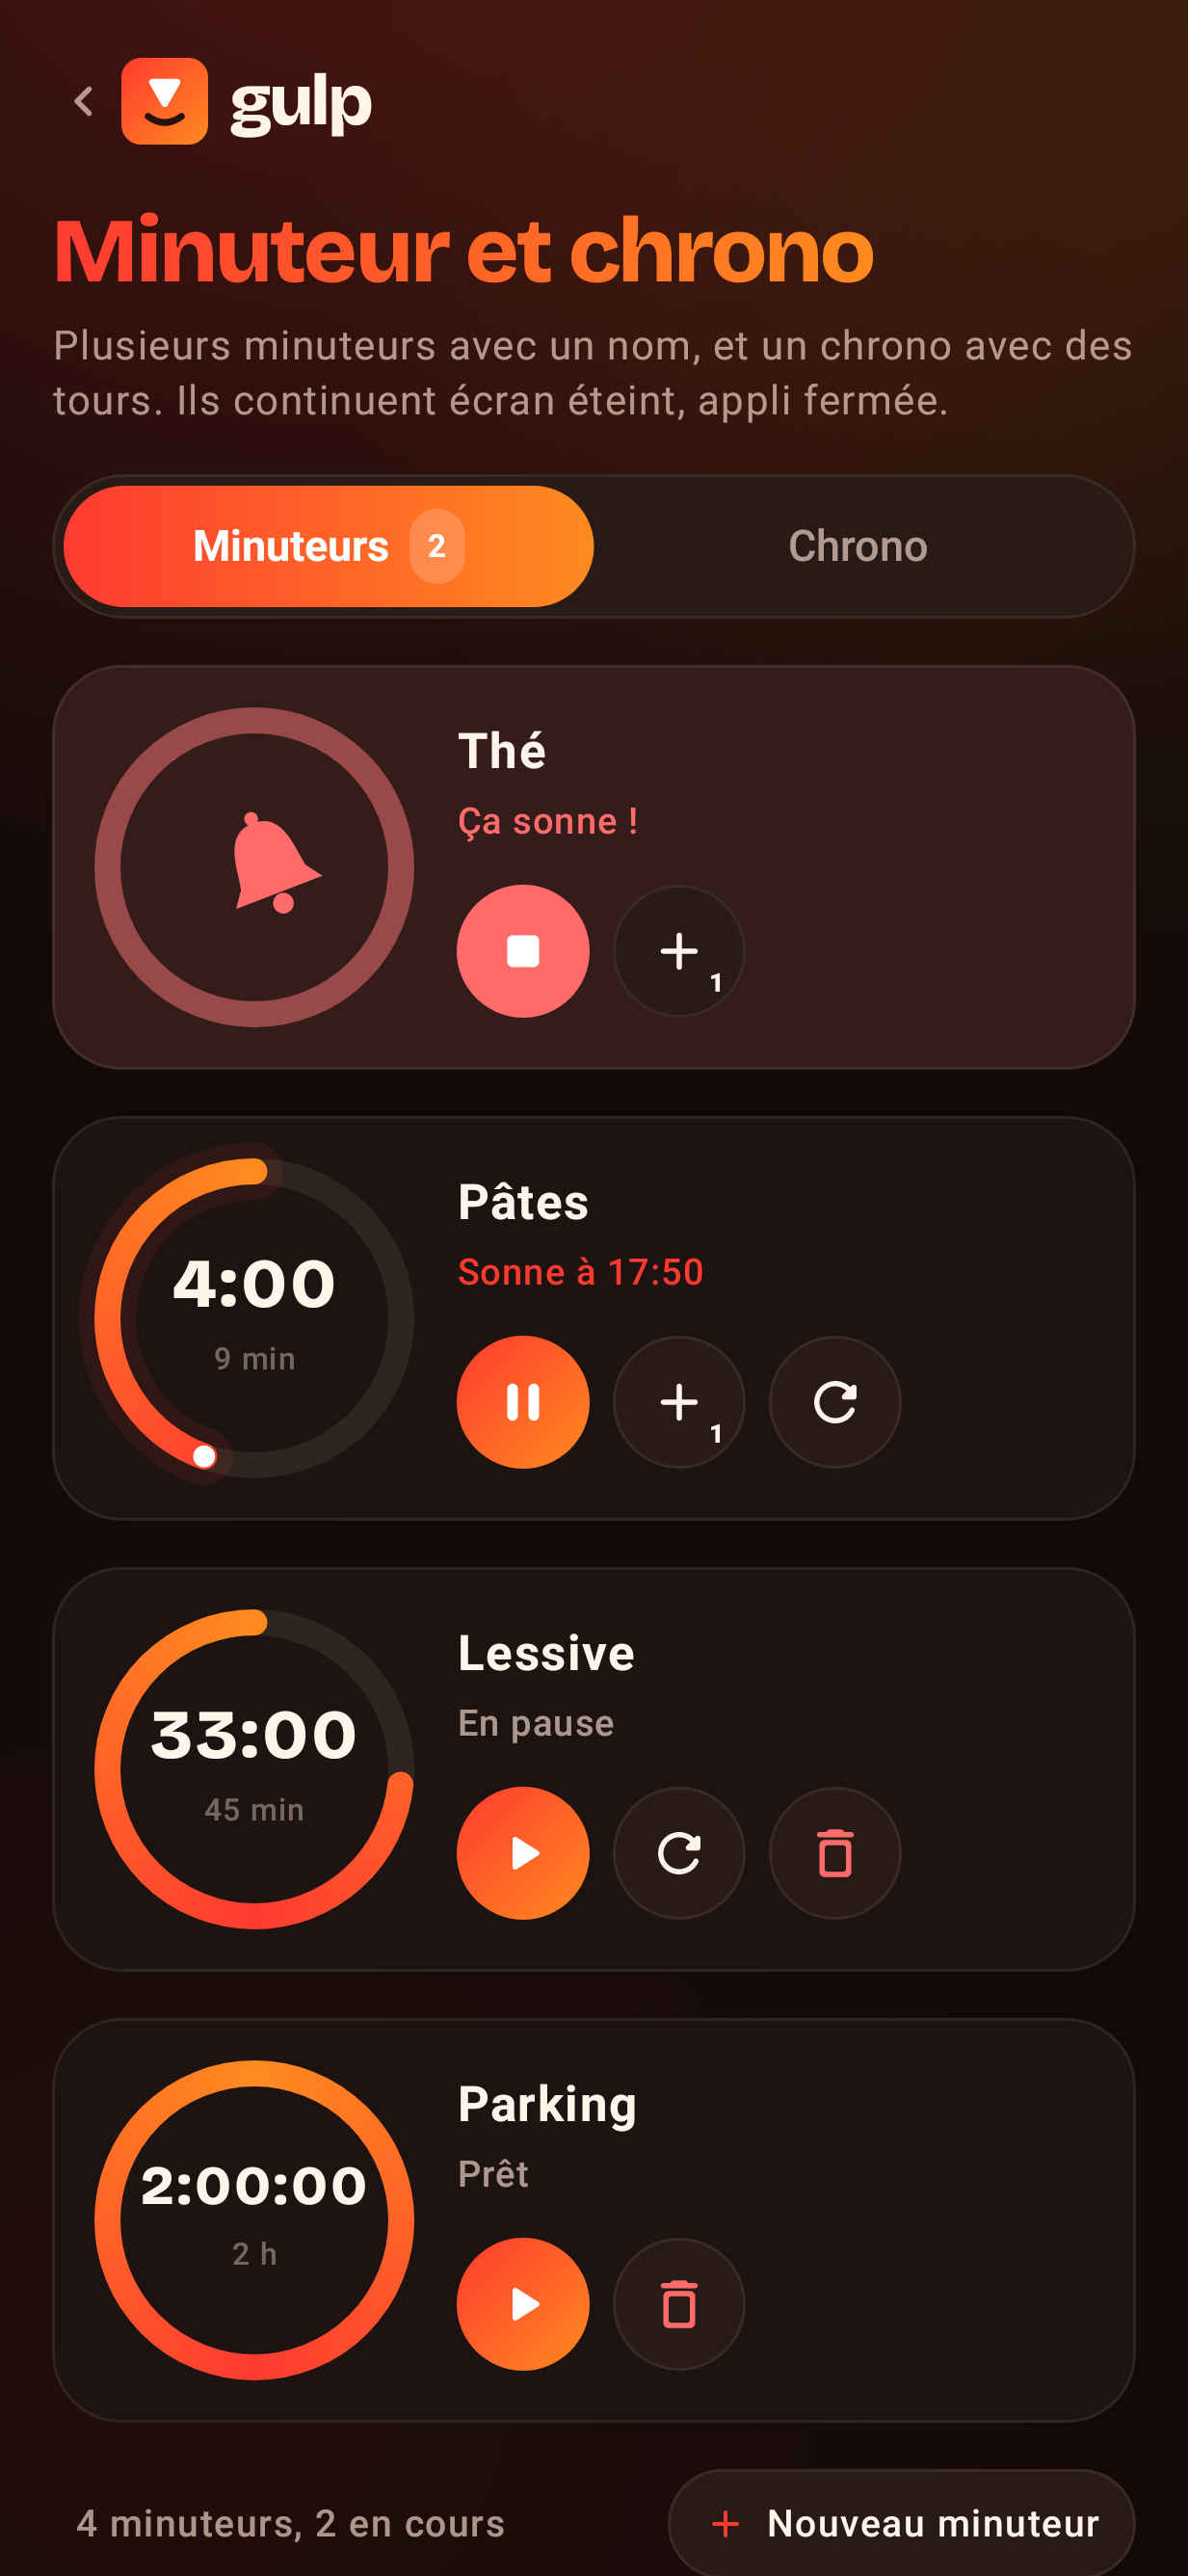 gulp
Minuteur et chrono
Plusieurs minuteurs avec un nom, et un chrono avec des
tours. Ils continuent écran éteint, appli fermée.
Minuteurs 2
Chrono
Thé
Ça sonne !
1
Pâtes
Sonne à 17:50
4:00
9 min
1
Lessive
En pause
33:00
45 min
Parking
Prêt
2:00:00
2 h
4 minuteurs, 2 en cours
+ Nouveau minuteur